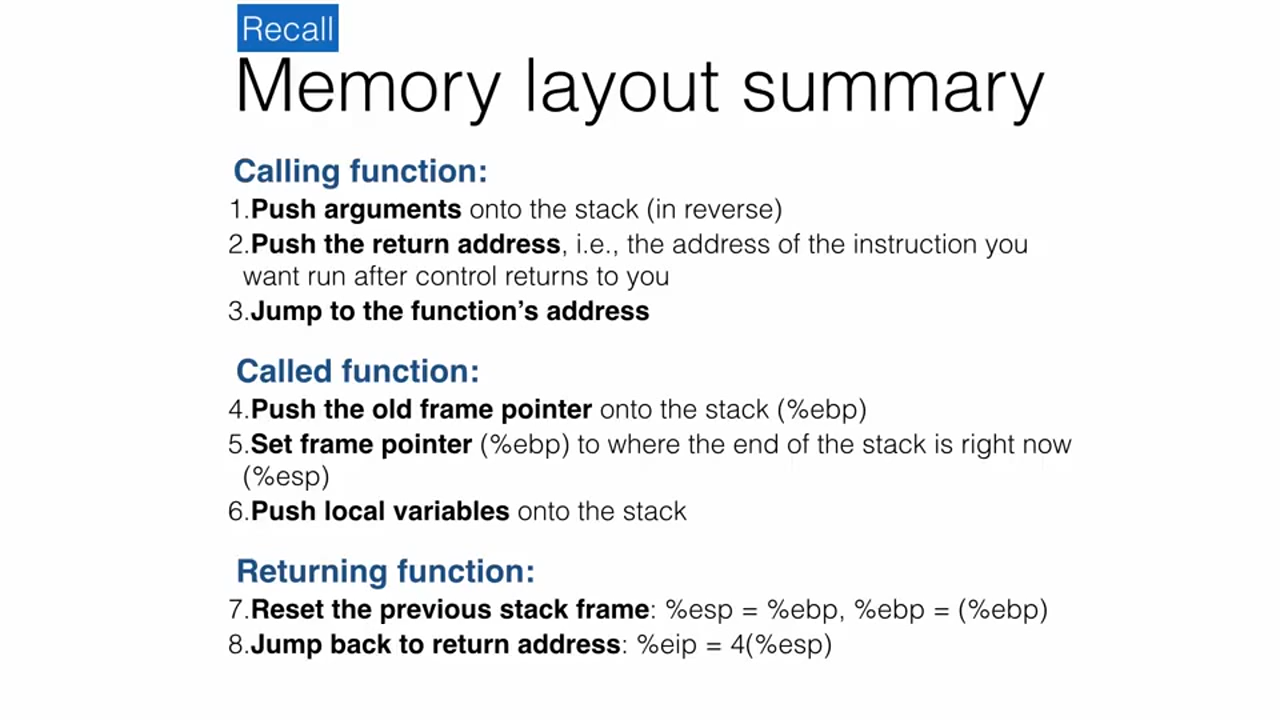 Recall
Memory layout summary
Calling function:
1.Push arguments onto the stack (in reverse)
2.Push the return address, i.e., the address of the instruction you
want run after control returns to you
3.Jump to the function’s address
Called function:
4.Push the old frame pointer onto the stack (%ebp)
5.Set frame pointer (%ebp) to where the end of the stack is right now
(%esp)
6.Push local variables onto the stack
Returning function:
7.Reset the previous stack frame: %esp = %ebp, %ebp = (%ebp)
8.Jump back to return address: %eip = 4(%esp)